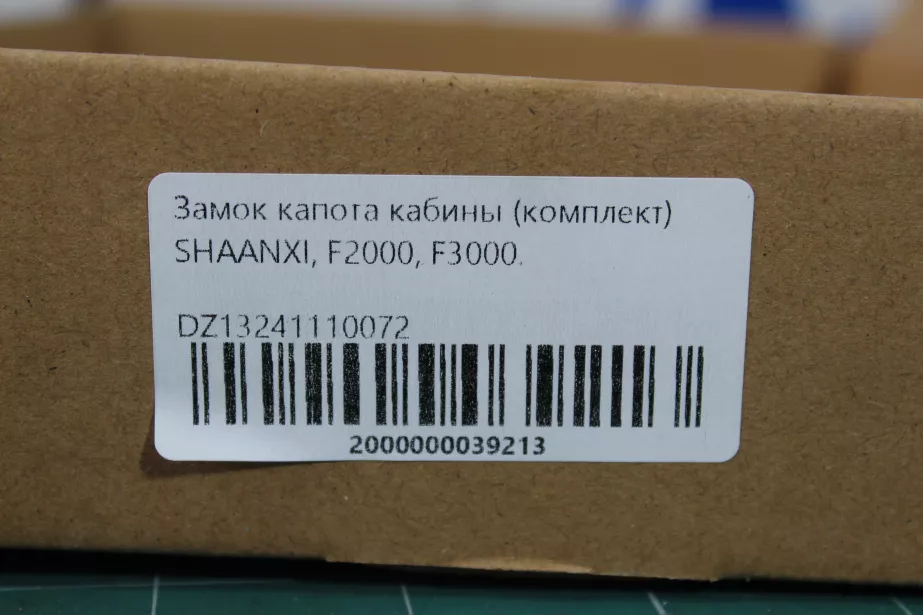 Замок капота кабины (комплект)
SHAANXI, F2000, F3000.
DZ13241110072
2000000039213